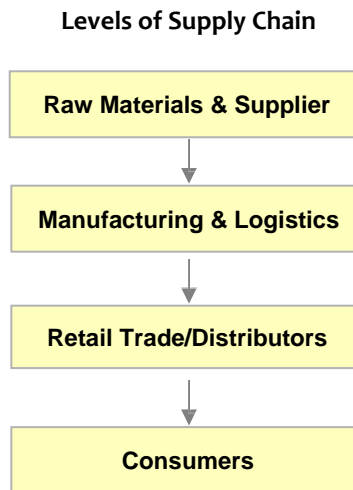 Levels of Supply Chain
Raw Materials & Supplier
Manufacturing & Logistics
Retail Trade/Distributors
Consumers